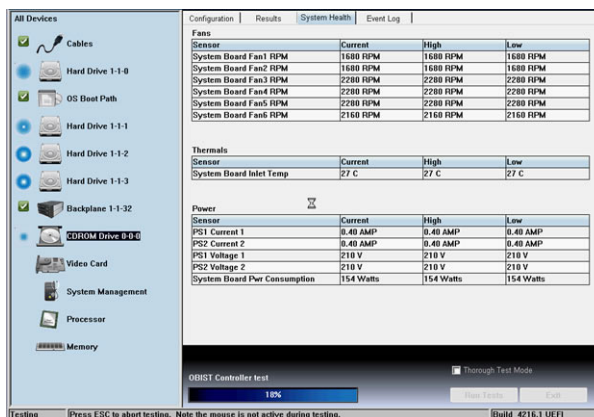 All Devices
Cables
Hard Drive 1-1-0
OS Boot Path
Hard Drive 1-1-1
Hard Drive 1-1-2
Hard Drive 1-1-3
Backplane 1-1-32
CDROM Drive 0-0-0
Video Card
System Management
Processor
Memory
Configuration Results System Health Event Log
Fans
Sensor Current High Low
System Board Fan1 RPM 1680 RPM 1680 RPM 1680 RPM
System Board Fan2 RPM 1680 RPM 1680 RPM 1680 RPM
System Board Fan3 RPM 2280 RPM 2280 RPM 2280 RPM
System Board Fan4 RPM 2280 RPM 2280 RPM 2280 RPM
System Board Fan5 RPM 2280 RPM 2280 RPM 2280 RPM
System Board Fan6 RPM 2160 RPM 2160 RPM 2160 RPM
Thermals
Sensor Current High Low
System Board Inlet Temp 27 C 27 C 27 C
Power
Sensor Current High Low
PS1 Current 1 0.40 AMP 0.40 AMP 0.40 AMP
PS2 Current 2 0.40 AMP 0.40 AMP 0.40 AMP
PS1 Voltage 1 210 V 210 V 210 V
PS2 Voltage 2 210 V 210 V 210 V
System Board Pwr Consumption 154 Watts 154 Watts 154 Watts
OBIST Controller test
18%
Thorough Test Mode
Run Tests Exit
Testing Press ESC to abort testing. Note the mouse is not active during testing. Build 4216.1 UEFI